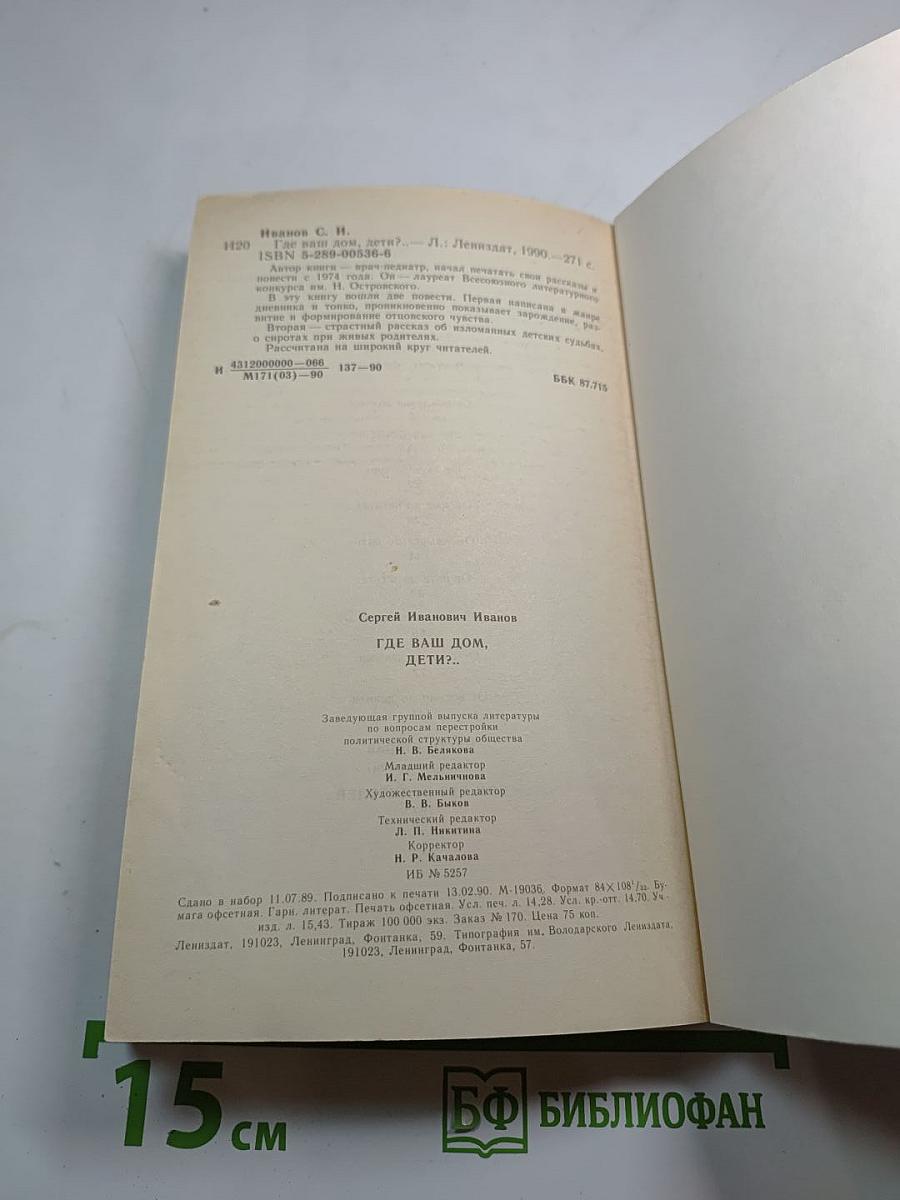 Иванов С. И.
И20 Где ваш дом, дети?..— Л.: Лениздат, 1990.—271 с.
ISBN 5-289-00536-6
Автор книги — врач-педиатр, начал печатать свои рассказы и
повести с 1974 года. Он — лауреат Всесоюзного литературного
конкурса им. Н. Островского.
В эту книгу вошли две повести. Первая написана в жанре
дневника и тонко, проникновенно показывает зарождение, раз-
витие и формирование отцовского чувства.
Вторая — страстный рассказ об изломанных детских судьбах,
о сиротах при живых родителях.
Рассчитана на широкий круг читателей.
И 4312000000—066
М171(03)—90 137—90
ББК 87.715
Сергей Иванович Иванов
ГДЕ ВАШ ДОМ,
ДЕТИ?..
Заведующая группой выпуска литературы
по вопросам перестройки
политической структуры общества
Н. В. Белякова
Младший редактор
И. Г. Мельничнова
Художественный редактор
В. В. Быков
Технический редактор
Л. П. Никитина
Корректор
Н. Р. Качалова
ИБ № 5257
Сдано в набор 11.07.89. Подписано к печати 13.02.90. М-19036. Формат 84×108¹/₃₂. Бу-
мага офсетная. Гарн. литерат. Печать офсетная. Усл. печ. л. 14,28. Усл. кр.-отт. 14,70. Уч.-
изд. л. 15,43. Тираж 100 000 экз. Заказ № 170. Цена 75 коп.
Лениздат, 191023, Ленинград, Фонтанка, 59. Типография им. Володарского Лениздата,
191023, Ленинград, Фонтанка, 57.
15 см
БФ БИБЛИОФАН